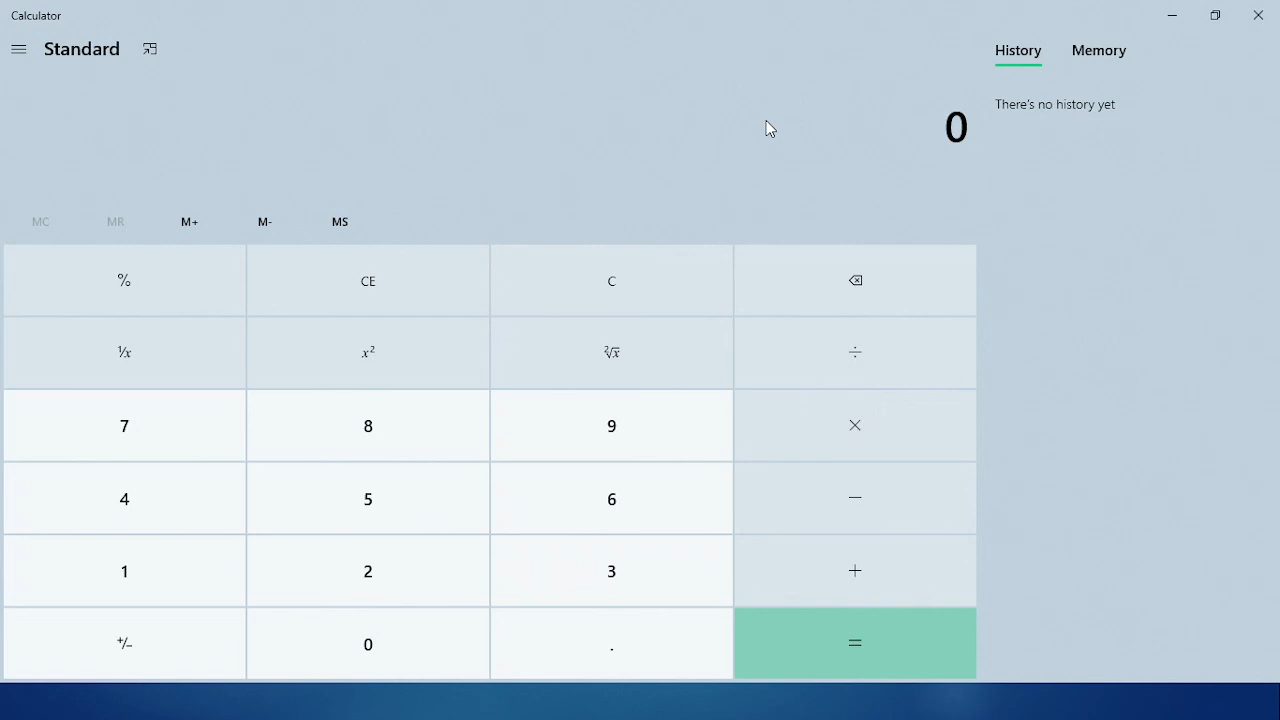 Calculator
Standard
History Memory
There's no history yet
0
MC MR M+ M- MS
% CE C
¹/x x² ²√x ÷
7 8 9 ×
4 5 6 −
1 2 3 +
+/− 0 . =